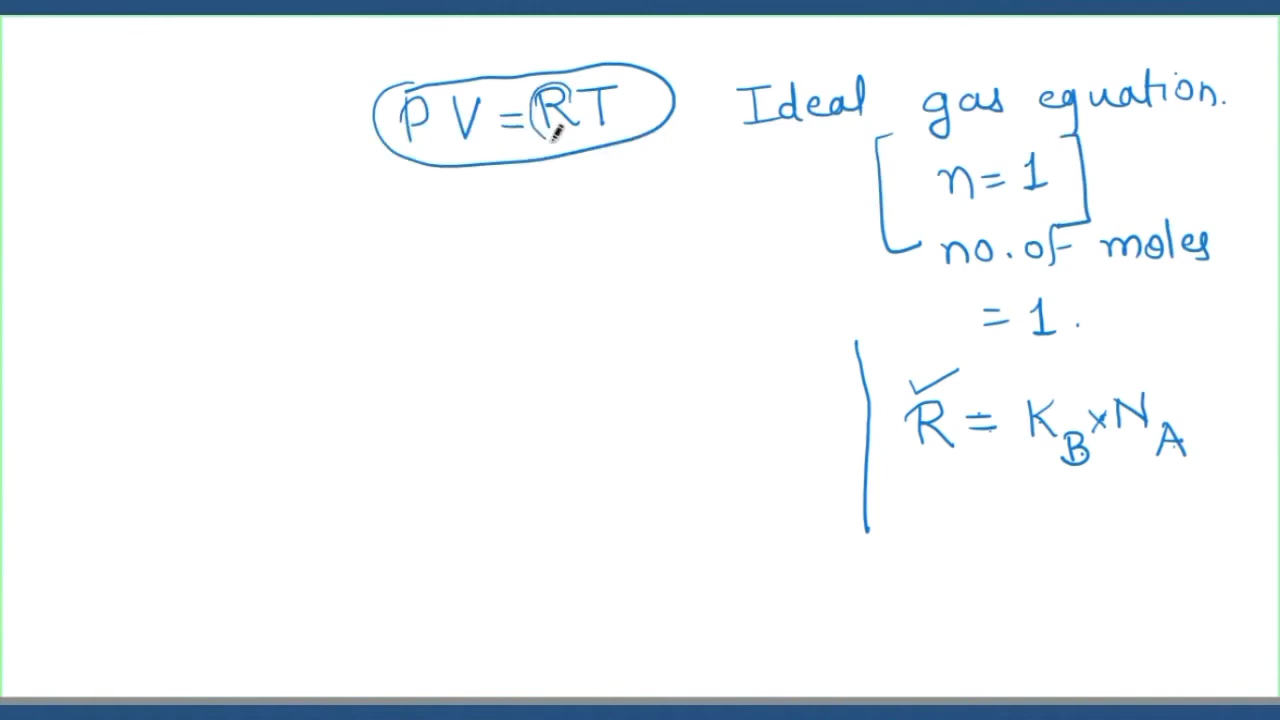 PV = RT Ideal gas equation.
[n = 1]
no. of moles
= 1.
R = K_B × N_A